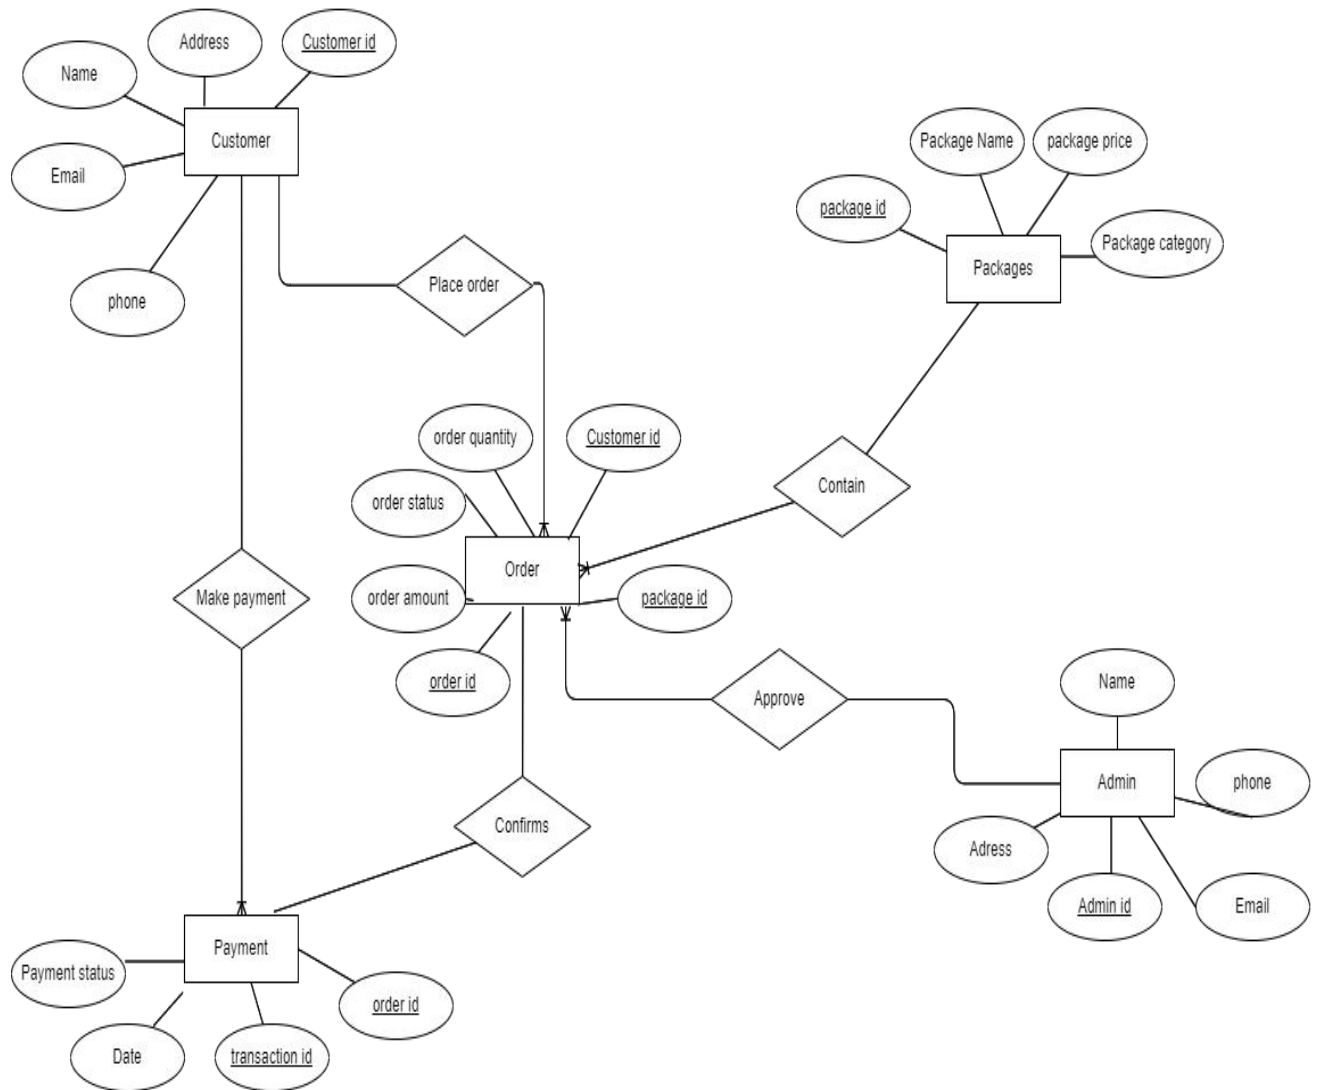 Address
Customer id
Name
Customer
Email
phone
Place order
Package Name
package price
package id
Package category
Packages
order quantity
Customer id
order status
Contain
Order
order amount
package id
Make payment
order id
Approve
Name
Admin
phone
Confirms
Adress
Admin id
Email
Payment
Payment status
order id
Date
transaction id